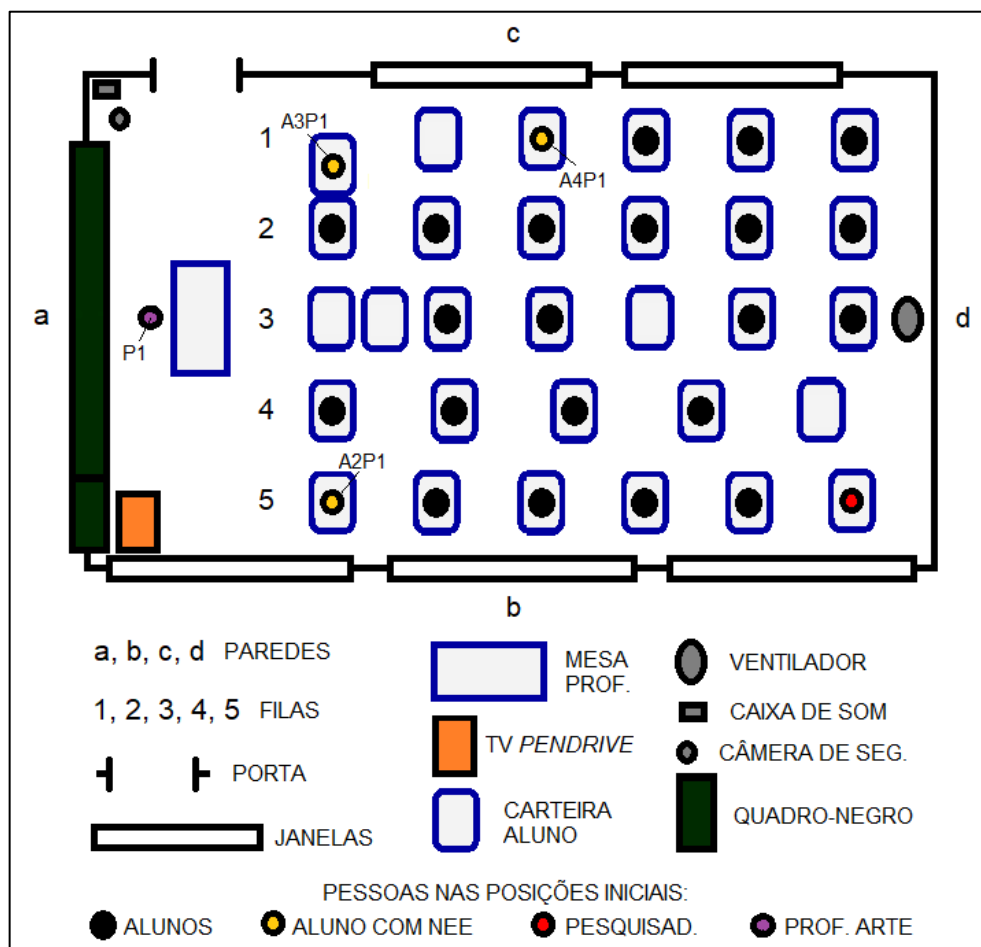 c
A3P1
1
A4P1
2
a
3
d
P1
4
A2P1
5
b
a, b, c, d PAREDES
1, 2, 3, 4, 5 FILAS
PORTA
JANELAS
MESA
PROF.
TV PENDRIVE
CARTEIRA
ALUNO
VENTILADOR
CAIXA DE SOM
CÂMERA DE SEG.
QUADRO-NEGRO
PESSOAS NAS POSIÇÕES INICIAIS:
ALUNOS ALUNO COM NEE PESQUISAD. PROF. ARTE